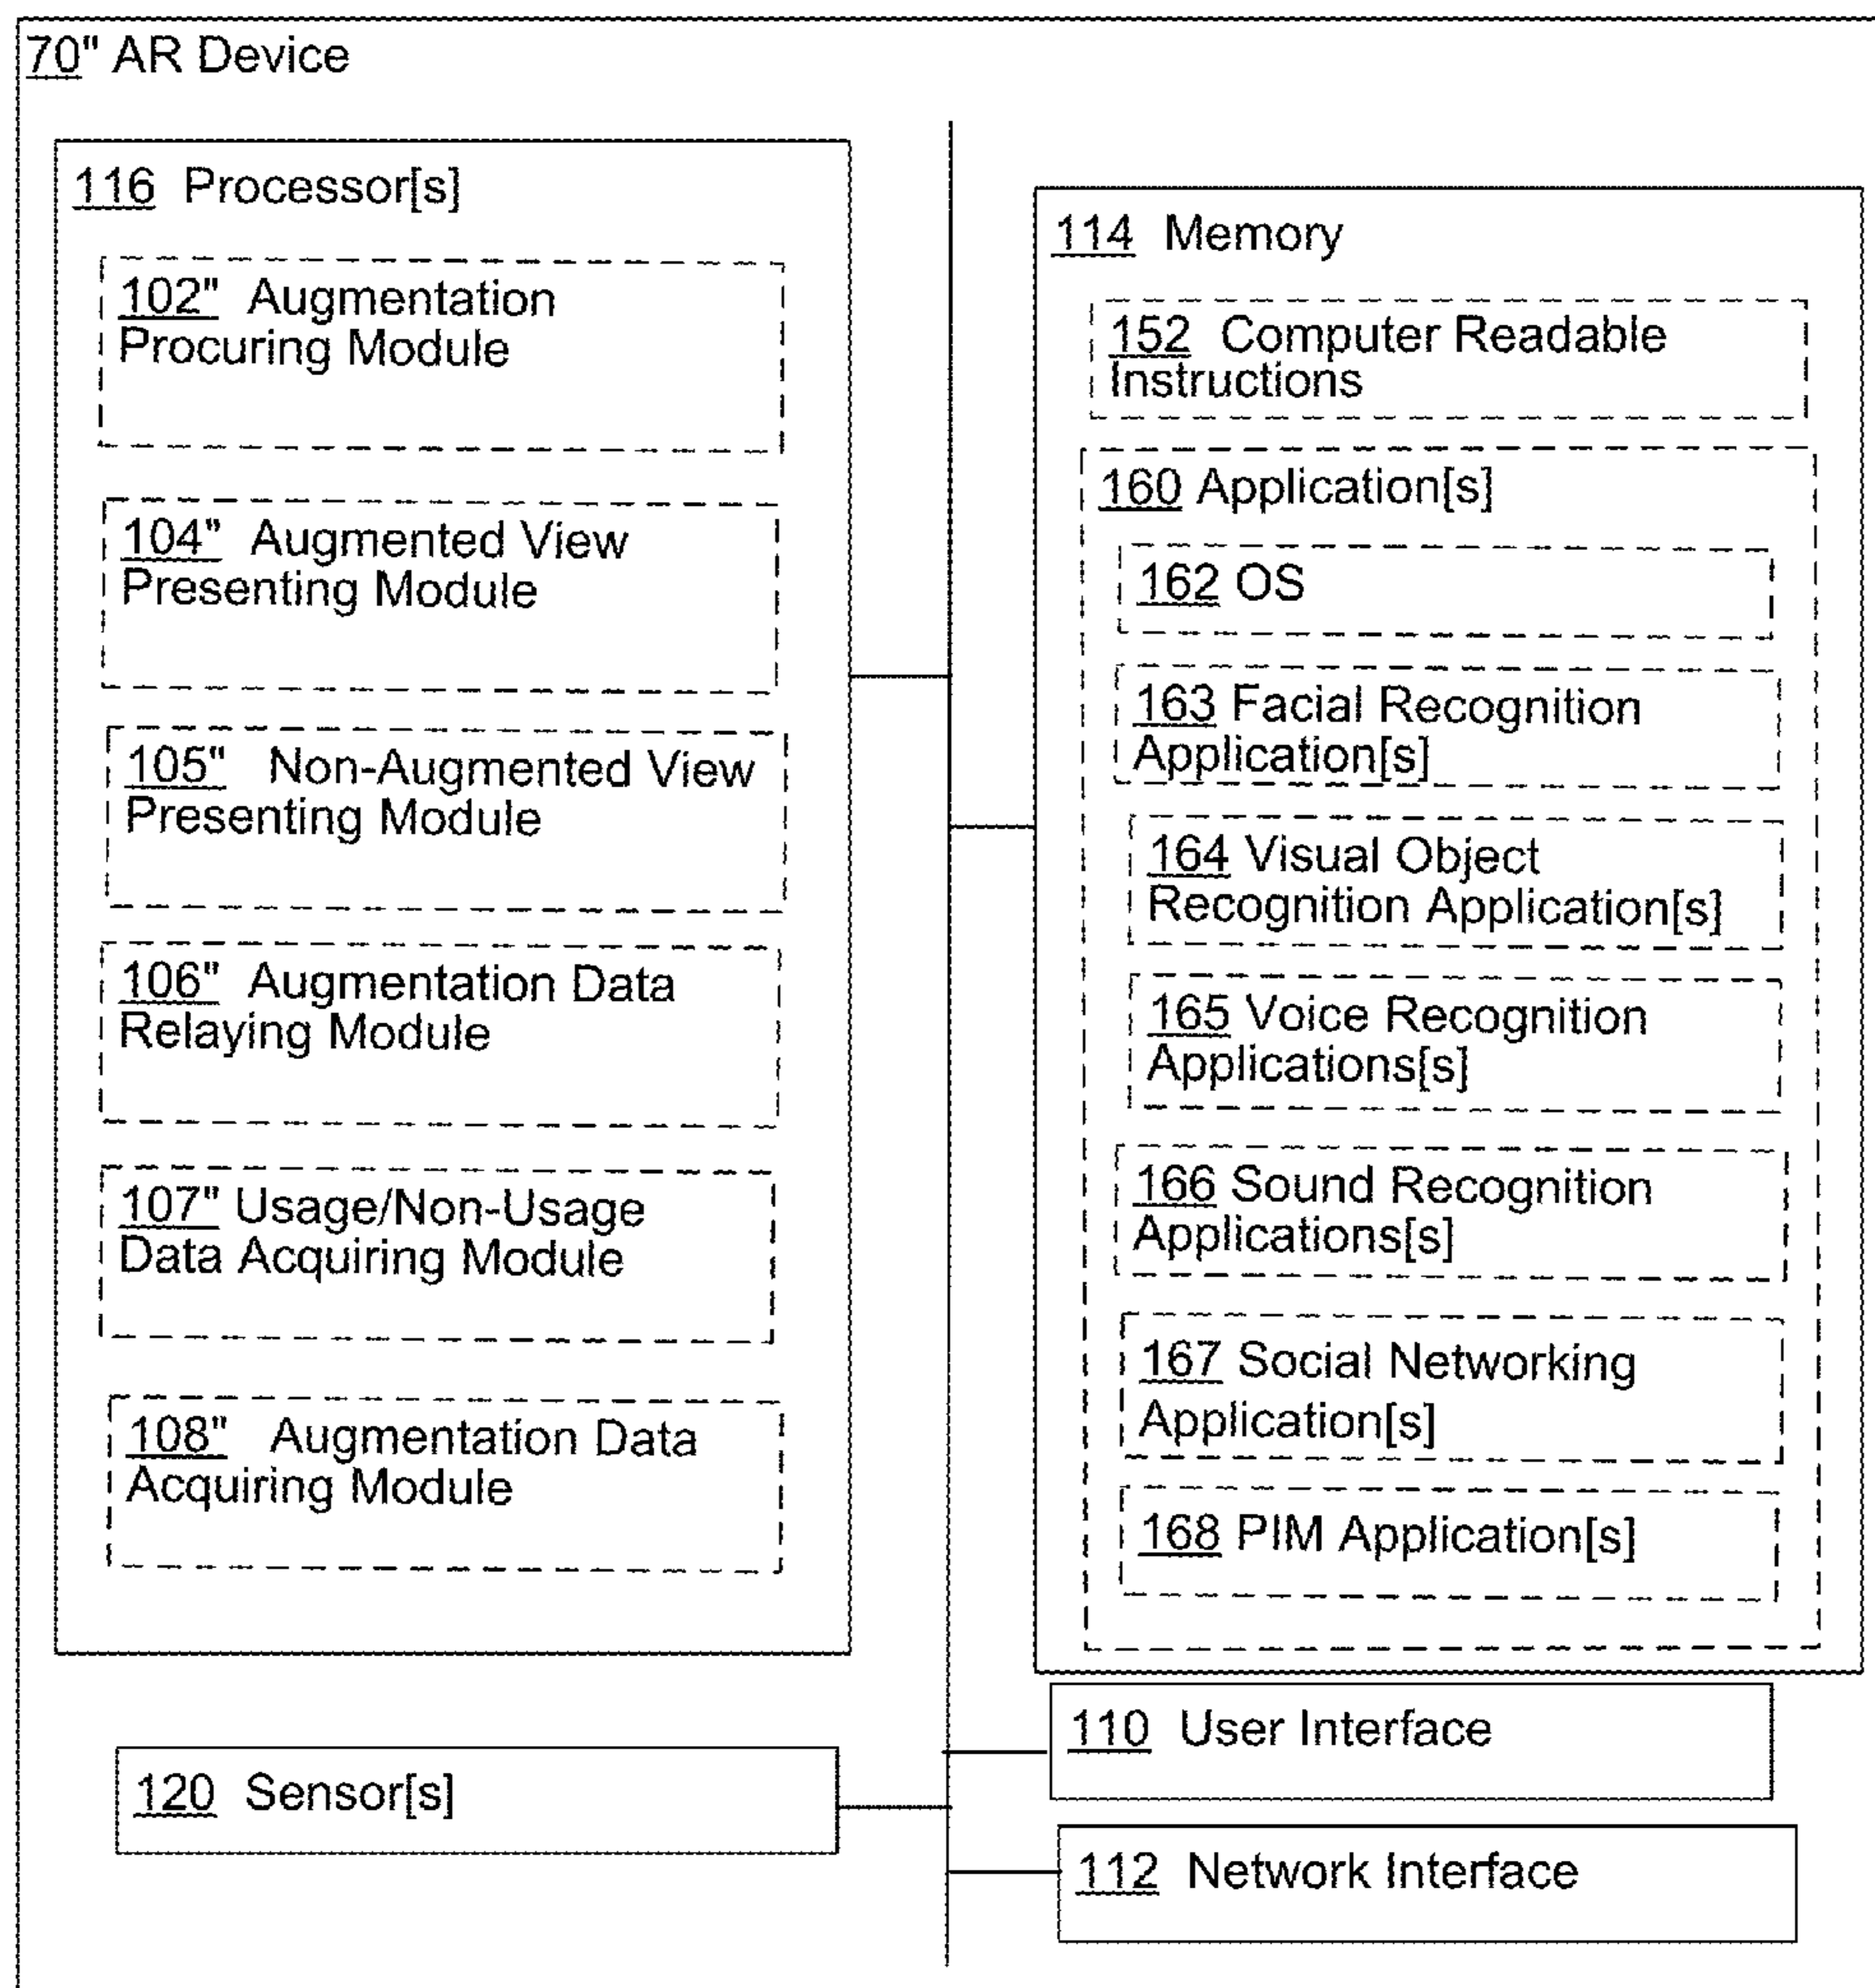 70" AR Device
116 Processor[s]
102" Augmentation
Procuring Module
104" Augmented View
Presenting Module
105" Non-Augmented View
Presenting Module
106" Augmentation Data
Relaying Module
107" Usage/Non-Usage
Data Acquiring Module
108" Augmentation Data
Acquiring Module
120 Sensor[s]
114 Memory
152 Computer Readable
Instructions
160 Application[s]
162 OS
163 Facial Recognition
Application[s]
164 Visual Object
Recognition Application[s]
165 Voice Recognition
Applications[s]
166 Sound Recognition
Applications[s]
167 Social Networking
Application[s]
168 PIM Application[s]
110 User Interface
112 Network Interface